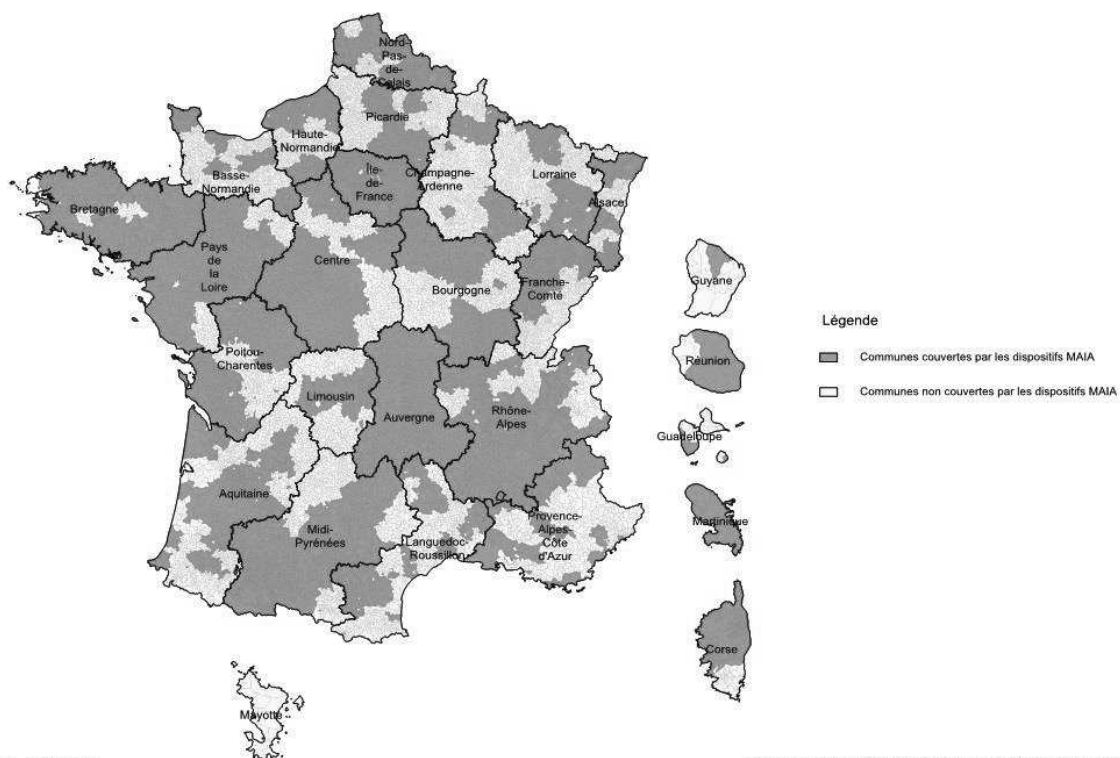 Nord-
Pas-
de-
Calais
Picardie
Haute-
Normandie
Basse-
Normandie
Île-
de-
France
Champagne-
Ardenne
Lorraine
Alsace
Bretagne
Pays
de
la
Loire
Centre
Bourgogne
Franche-
Comté
Poitou-
Charentes
Limousin
Auvergne
Rhône-
Alpes
Aquitaine
Midi-
Pyrénées
Languedoc-
Roussillon
Provence-
Alpes-
Côte
d'Azur
Guyane
Réunion
Guadeloupe
Martinique
Corse
Mayotte
Légende
Communes couvertes par les dispositifs MAIA
Communes non couvertes par les dispositifs MAIA